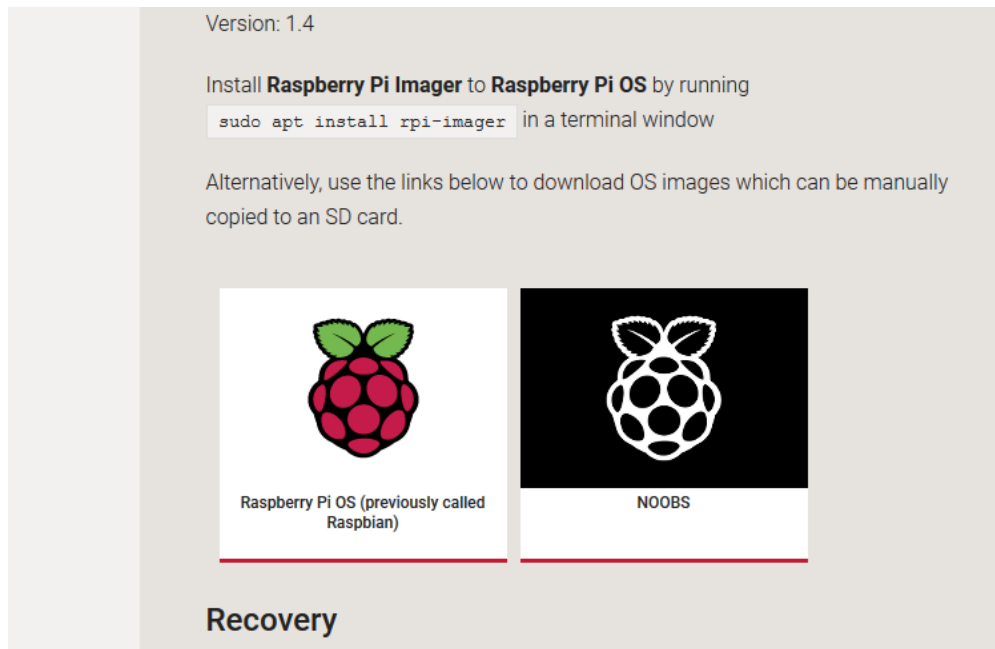 Version: 1.4
Install Raspberry Pi Imager to Raspberry Pi OS by running
sudo apt install rpi-imager in a terminal window
Alternatively, use the links below to download OS images which can be manually
copied to an SD card.
Raspberry Pi OS (previously called
Raspbian)
NOOBS
Recovery